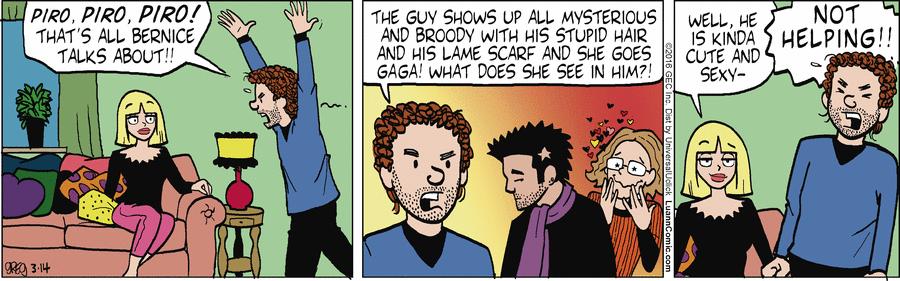 PIRO, PIRO, PIRO!
THAT'S ALL BERNICE
TALKS ABOUT!!
GREG 3·14
THE GUY SHOWS UP ALL MYSTERIOUS
AND BROODY WITH HIS STUPID HAIR
AND HIS LAME SCARF AND SHE GOES
GAGA! WHAT DOES SHE SEE IN HIM?!
©2016 GEC Inc. Dist by UniversalUclick LuannComic.com
WELL, HE
IS KINDA
CUTE AND
SEXY–
NOT
HELPING!!